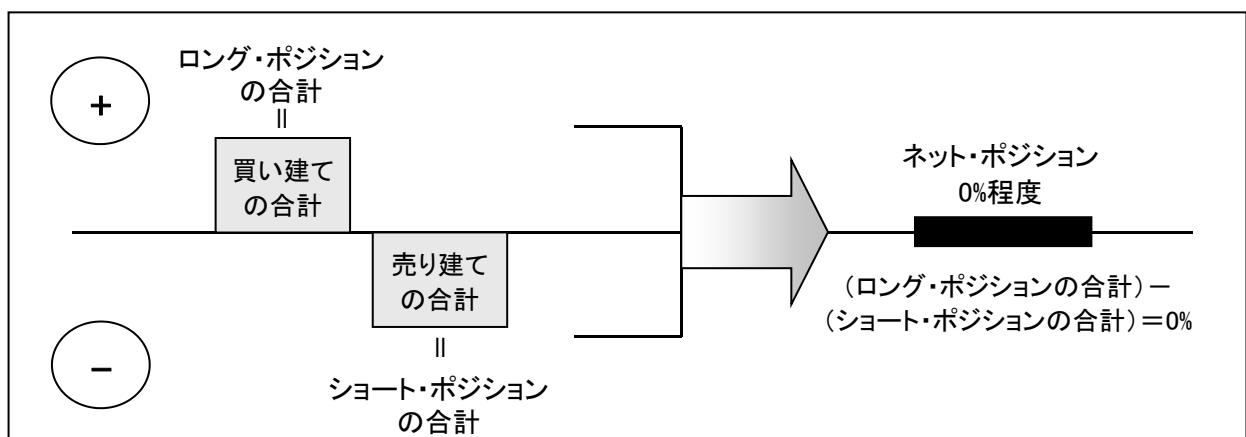 +
ロング・ポジション
の合計
=
買い建て
の合計
売り建て
の合計
=
ショート・ポジション
の合計
−
ネット・ポジション
0%程度
（ロング・ポジションの合計）－
（ショート・ポジションの合計）＝0%